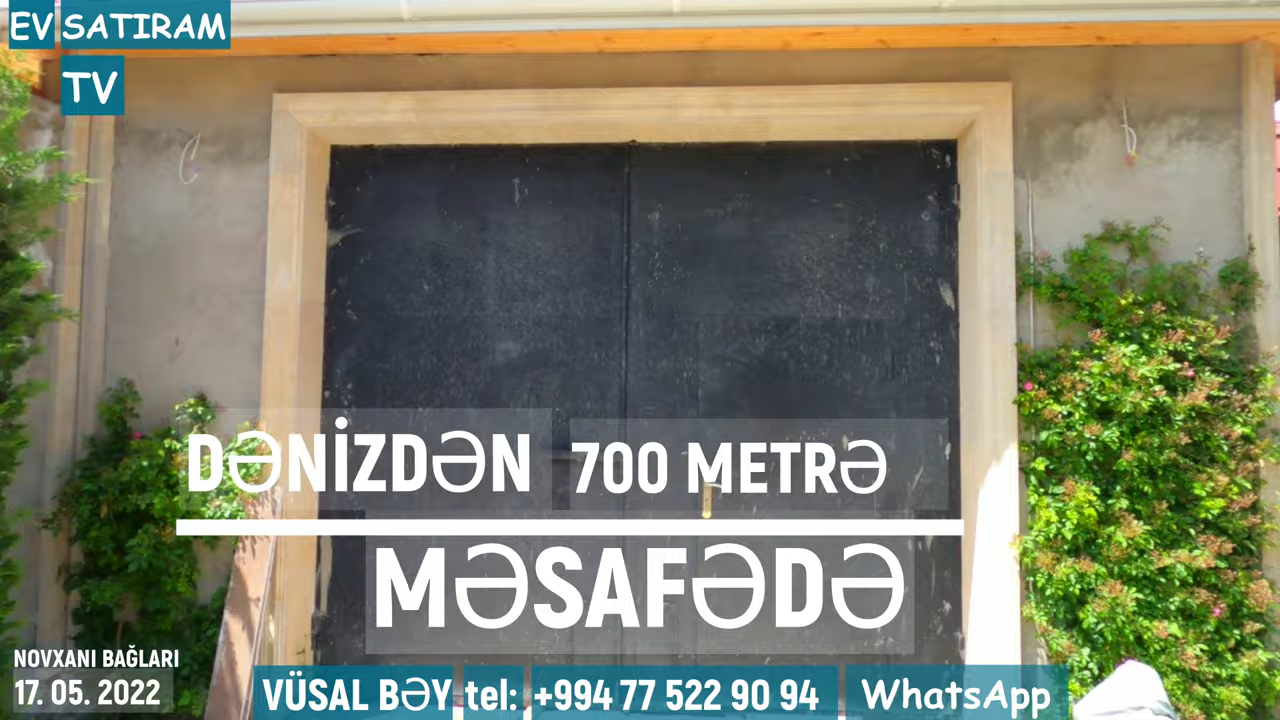 EV SATIRAM
TV
DƏNİZDƏN 700 METRƏ
MƏSAFƏDƏ
NOVXANI BAĞLARI
17. 05. 2022
VÜSAL BƏY tel: +994 77 522 90 94 WhatsApp